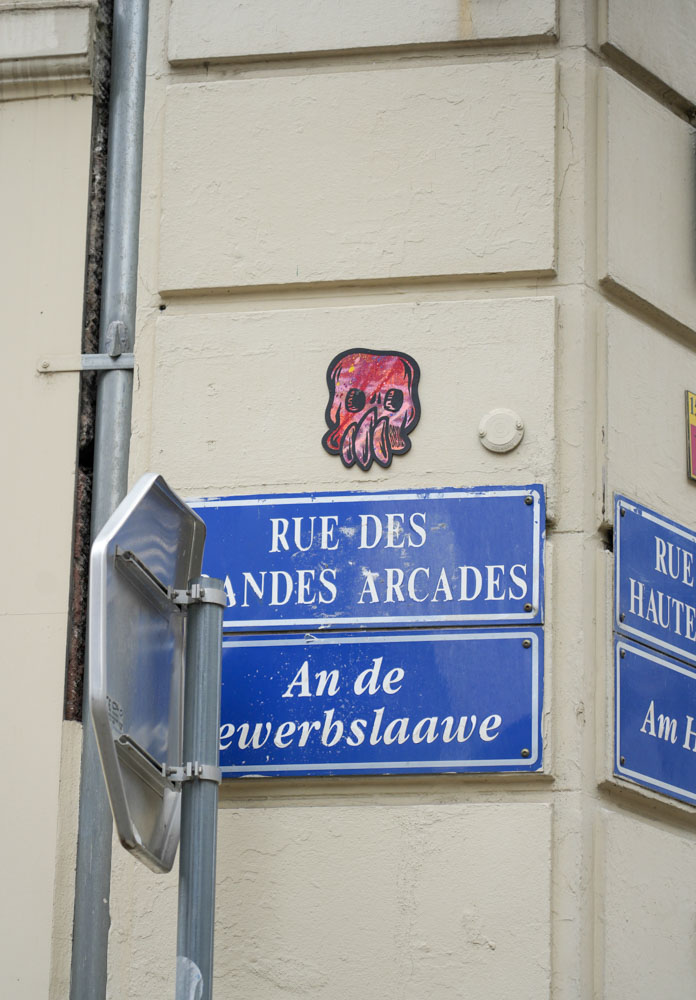 RUE DES
ANDES ARCADES
An de
ewerbslaawe
RUE
HAUTE
Am H